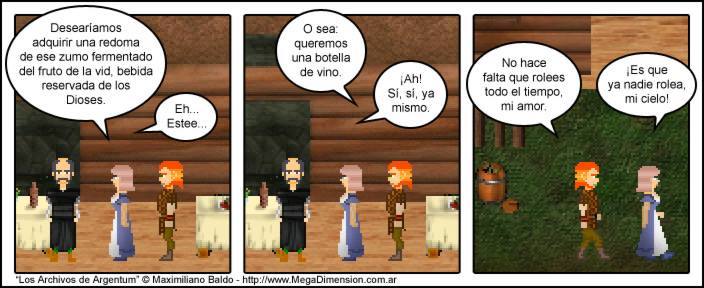 Desearíamos
adquirir una redoma
de ese zumo fermentado
del fruto de la vid, bebida
reservada de los
Dioses.
Eh...
Estee...
O sea:
queremos
una botella
de vino.
¡Ah!
Sí, sí, ya
mismo.
No hace
falta que rolees
todo el tiempo,
mi amor.
¡Es que
ya nadie rolea,
mi cielo!
"Los Archivos de Argentum" © Maximiliano Baldo - http://www.MegaDimension.com.ar